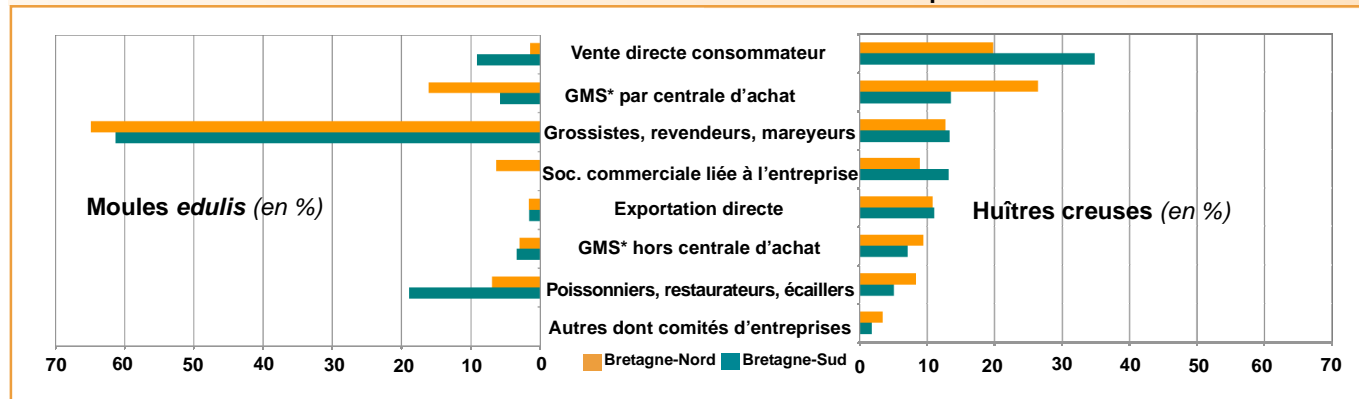 Vente directe consommateur
GMS* par centrale d'achat
Grossistes, revendeurs, mareyeurs
Soc. commerciale liée à l'entreprise
Moules edulis (en %)
Exportation directe
Huîtres creuses (en %)
GMS* hors centrale d'achat
Poissonniers, restaurateurs, écaillers
Autres dont comités d'entreprises
70 60 50 40 30 20 10 0
Bretagne-Nord Bretagne-Sud
0 10 20 30 40 50 60 70